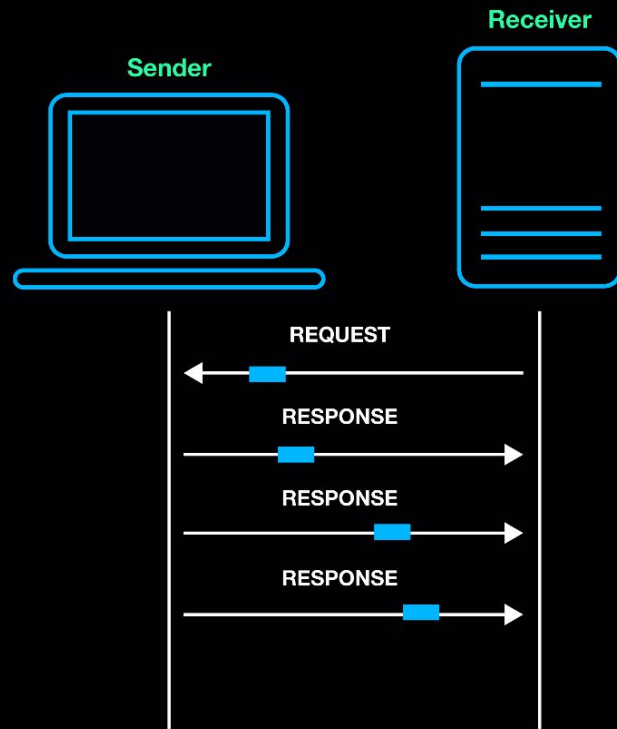 Sender
Receiver
REQUEST
RESPONSE
RESPONSE
RESPONSE